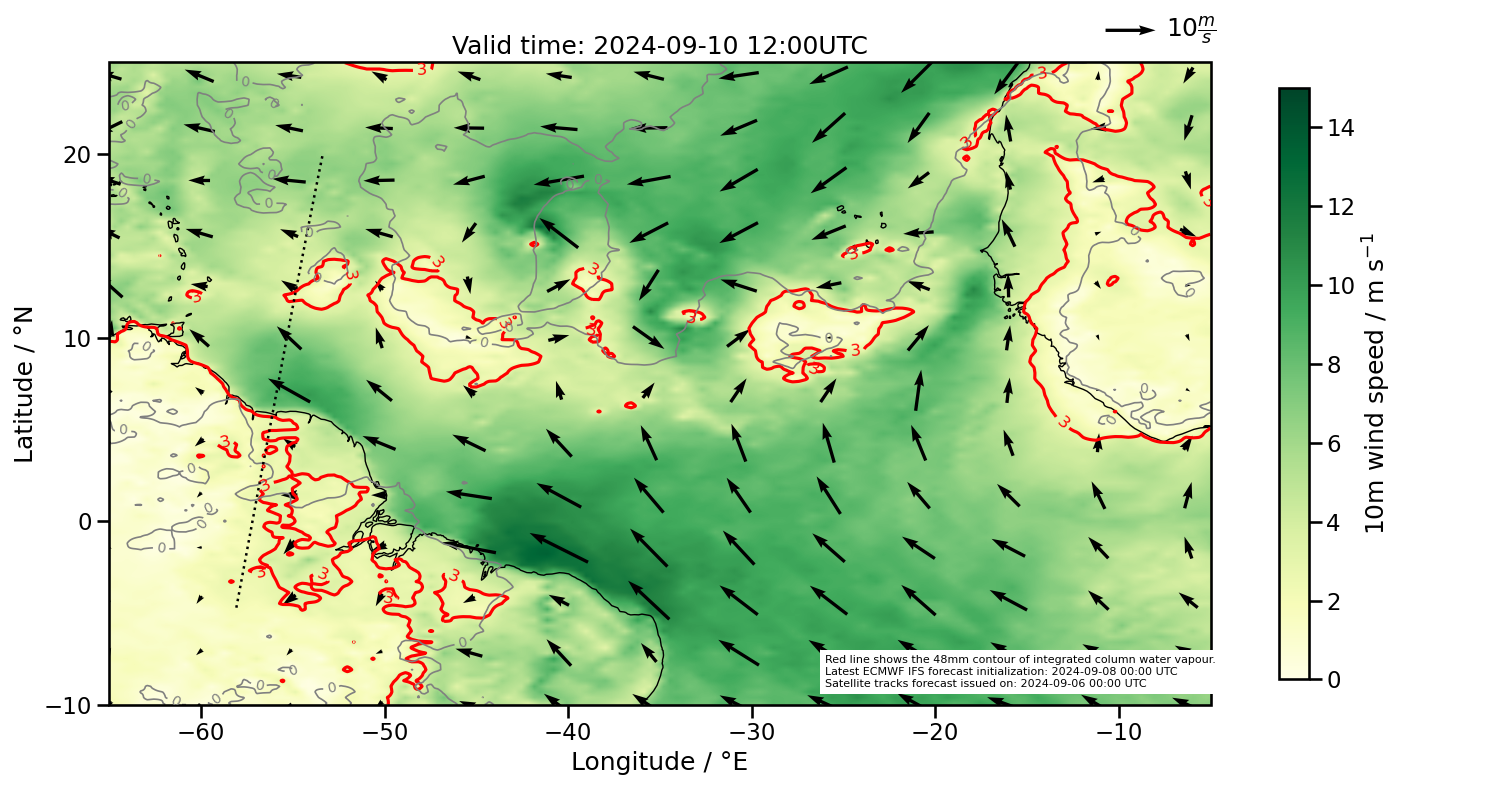 10 m/s
Valid time: 2024-09-10 12:00UTC
20
10
0
−10
Latitude / °N
−60
−50
−40
−30
−20
−10
Longitude / °E
Red line shows the 48mm contour of integrated column water vapour.
Latest ECMWF IFS forecast initialization: 2024-09-08 00:00 UTC
Satellite tracks forecast issued on: 2024-09-06 00:00 UTC
14
12
10
8
6
4
2
0
10m wind speed / m s⁻¹